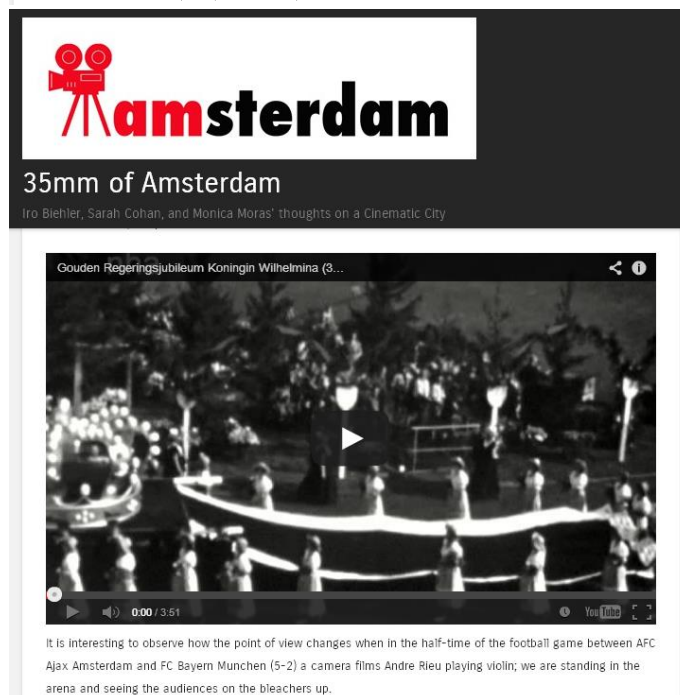 amsterdam
35mm of Amsterdam
Iro Biehler, Sarah Cohan, and Monica Moras' thoughts on a Cinematic City
Gouden Regeringsjubileum Koningin Wilhelmina (3...
0:00 / 3:51
YouTube
It is interesting to observe how the point of view changes when in the half-time of the football game between AFC
Ajax Amsterdam and FC Bayern Munchen (5-2) a camera films Andre Rieu playing violin; we are standing in the
arena and seeing the audiences on the bleachers up.